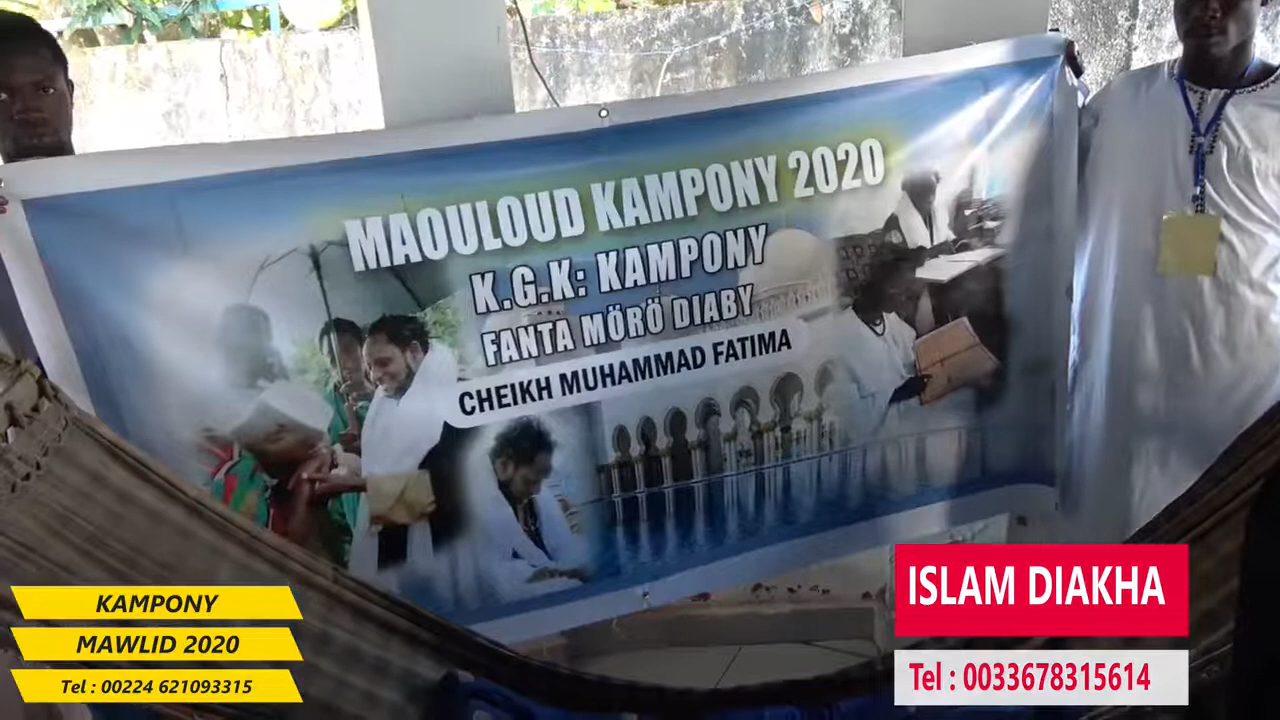 MAOULOUD KAMPONY 2020
K.G.K: KAMPONY
FANTA MÖRÖ DIABY
CHEIKH MUHAMMAD FATIMA
KAMPONY
MAWLID 2020
Tel : 00224 621093315
ISLAM DIAKHA
Tel : 0033678315614